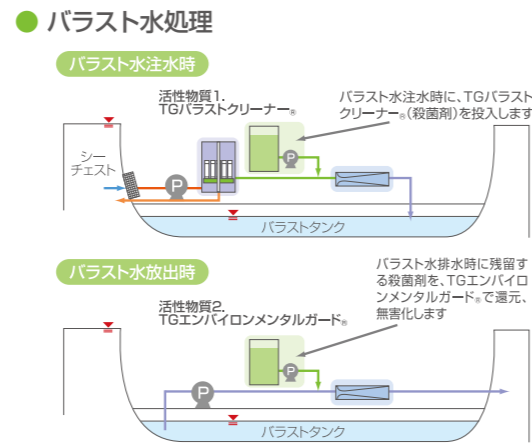 バラスト水処理
バラスト水注水時
活性物質1.
TGバラストクリーナー®
バラスト水注水時に、TGバラスト
クリーナー®(殺菌剤)を投入します
シー
チェスト
P
P
バラストタンク
バラスト水放出時
活性物質2.
TGエンバイロンメンタルガード®
バラスト水排水時に残留す
る殺菌剤を、TGエンバイロ
ンメンタルガード®で還元、
無害化します
P
P
バラストタンク